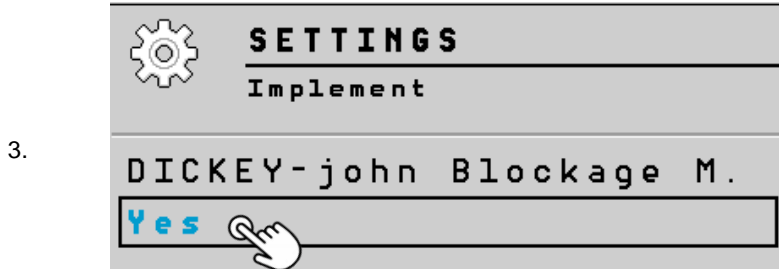 SETTINGS
Implement
3.
DICKEY-john Blockage M.
Yes